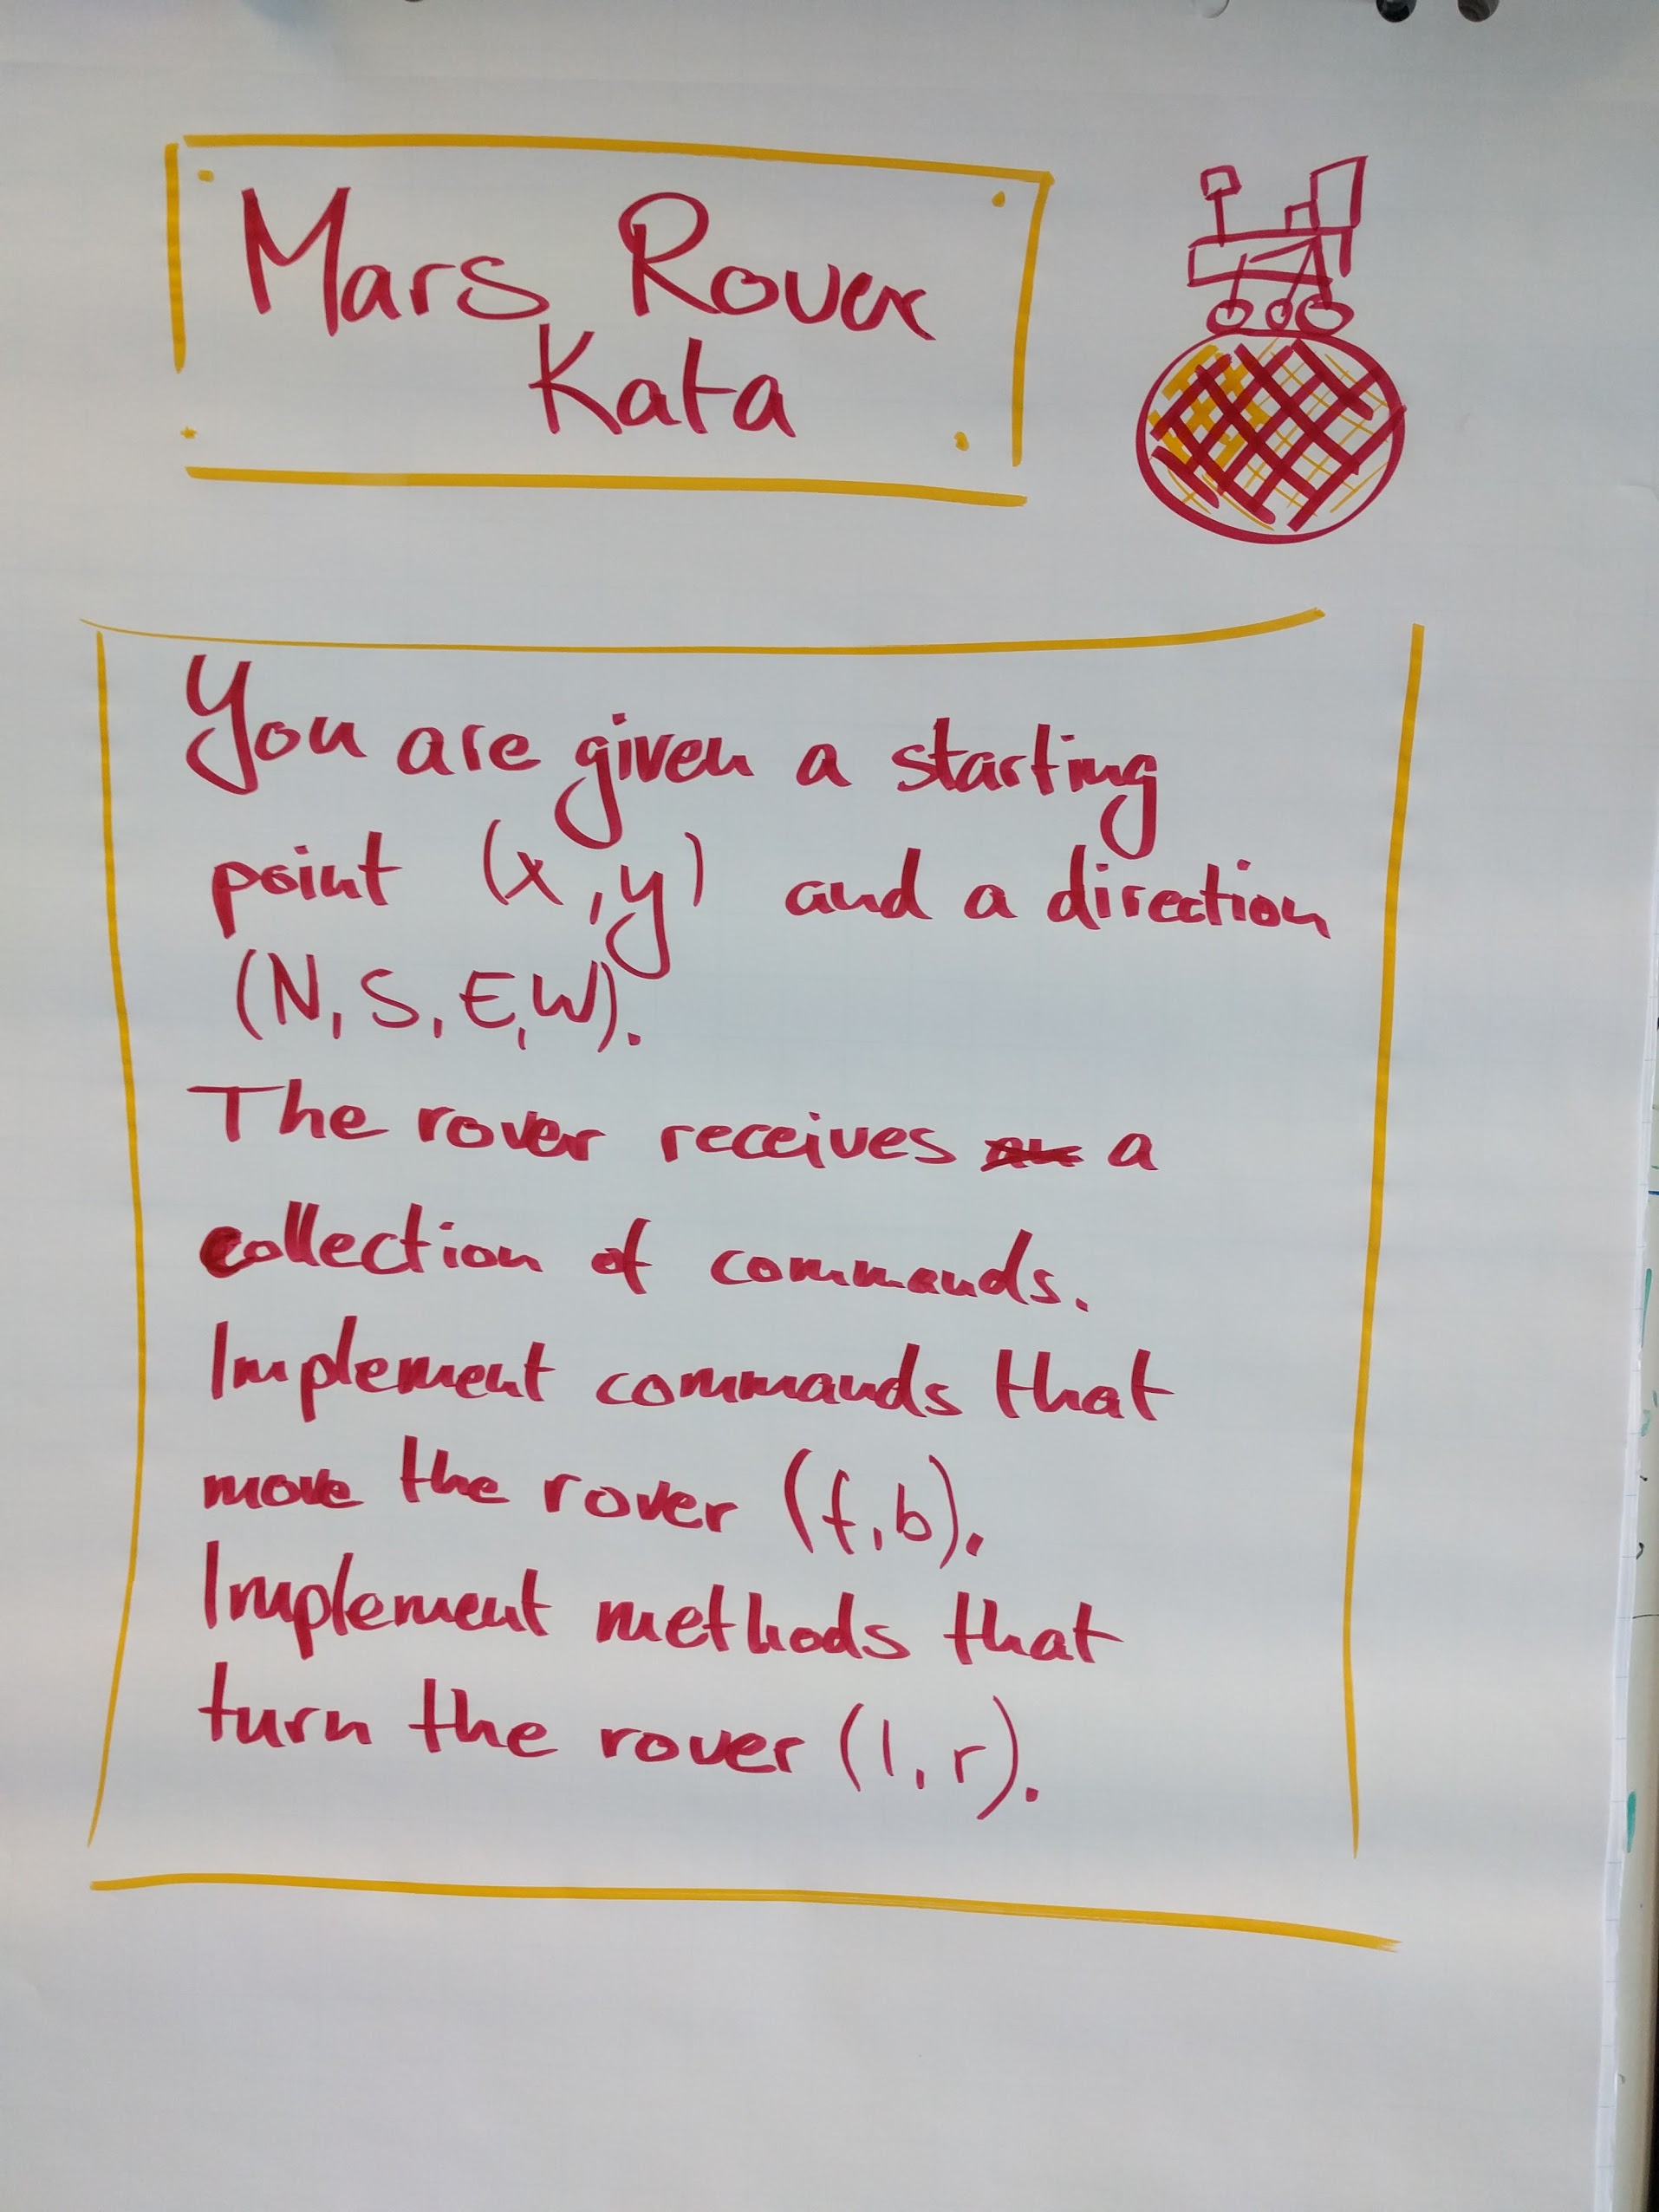 Mars Rover
Kata
You are given a starting
point (x,y) and a direction
(N, S, E, W).
The rover receives a
collection of commands.
Implement commands that
move the rover (f,b).
Implement methods that
turn the rover (l,r).